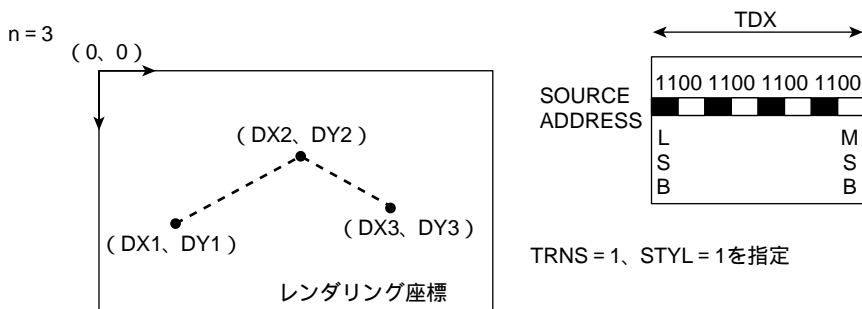 n = 3
( 0、0 )
( DX2、DY2 )
( DX1、DY1 )
( DX3、DY3 )
レンダリング座標
TDX
1100 1100 1100 1100
SOURCE
ADDRESS
L
S
B
M
S
B
TRNS = 1、STYL = 1を指定